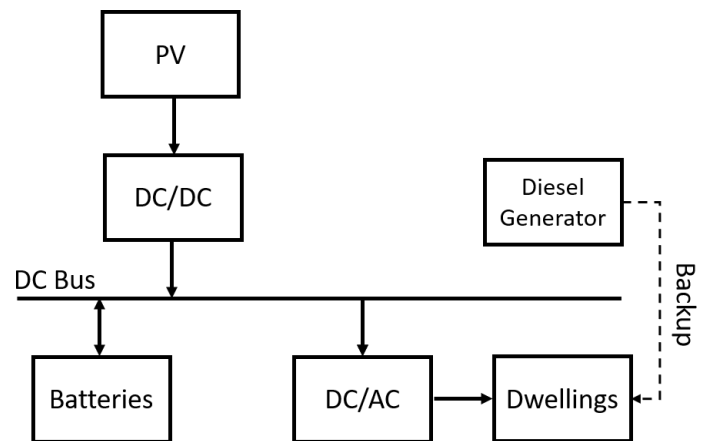 PV
DC/DC
Diesel
Generator
DC Bus
Backup
Batteries
DC/AC
Dwellings